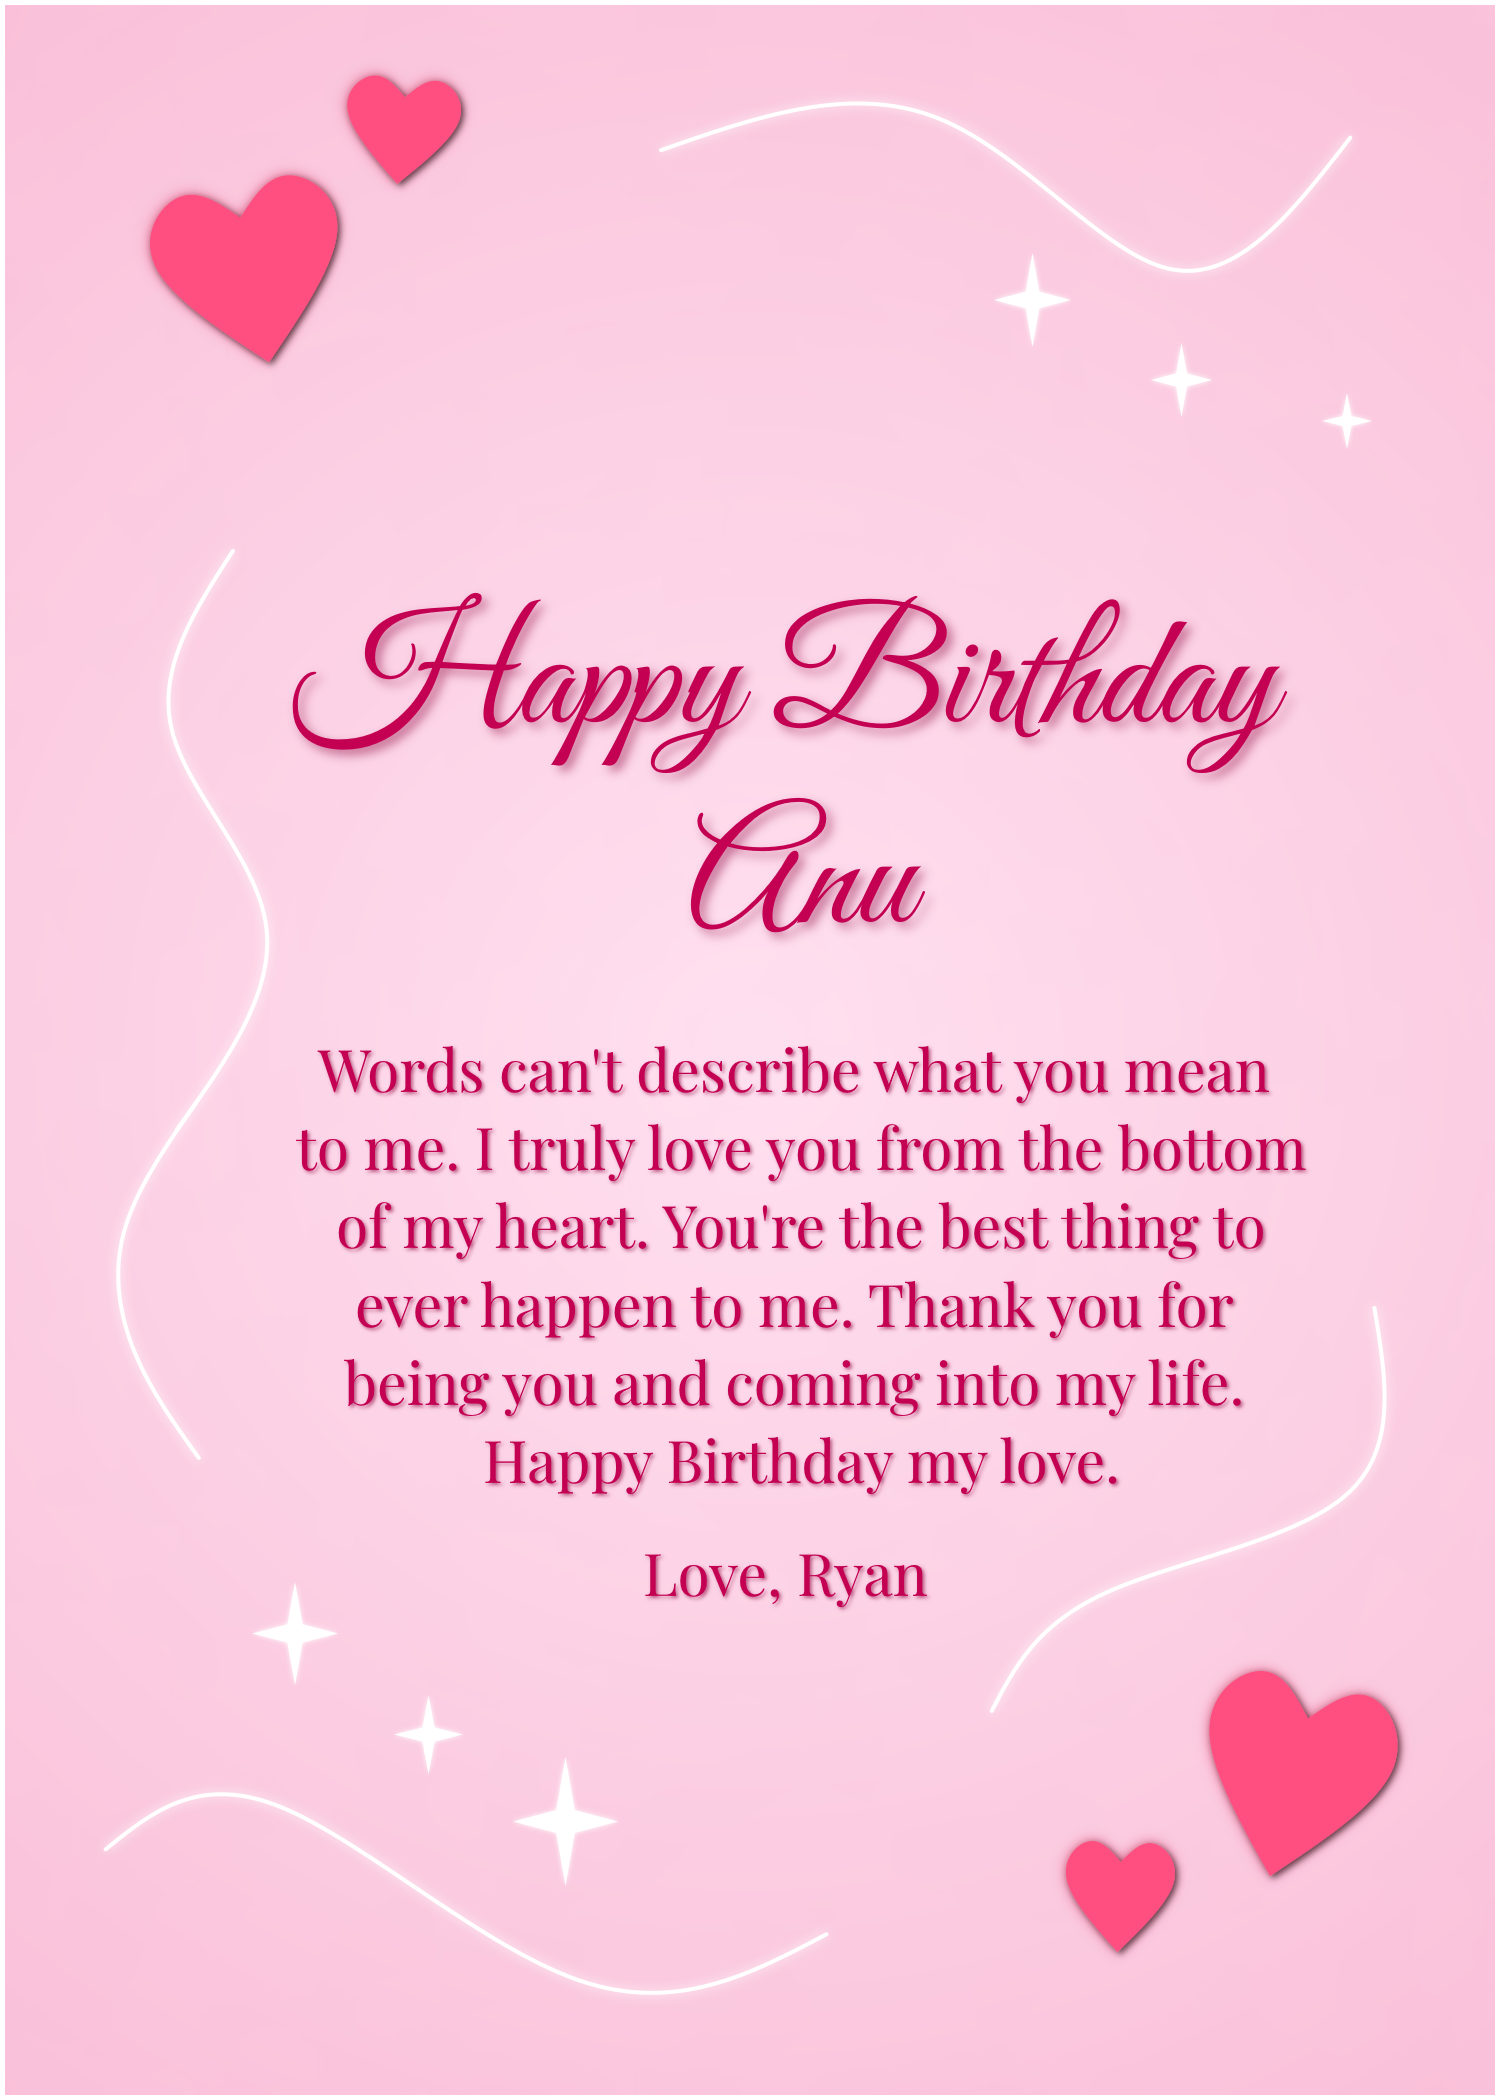 Happy Birthday
Anu
Words can't describe what you mean
to me. I truly love you from the bottom
of my heart. You're the best thing to
ever happen to me. Thank you for
being you and coming into my life.
Happy Birthday my love.
Love, Ryan